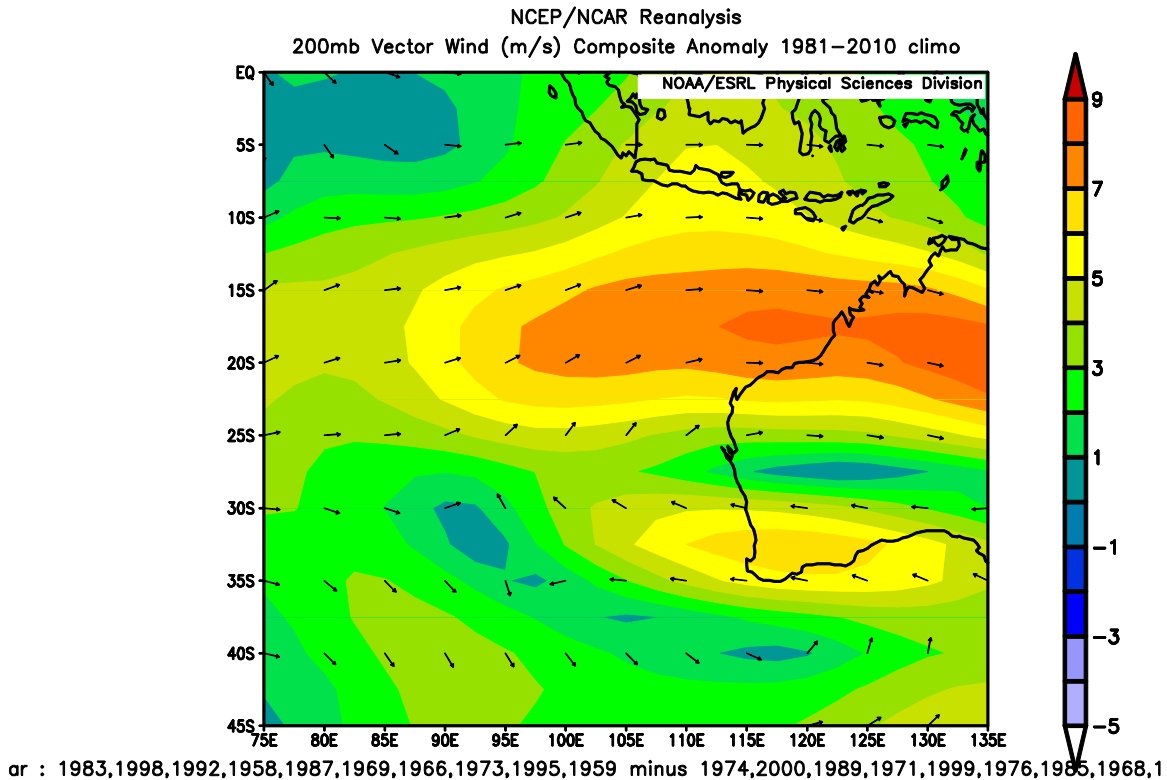 NCEP/NCAR Reanalysis
200mb Vector Wind (m/s) Composite Anomaly 1981−2010 climo
NOAA/ESRL Physical Sciences Division
EQ
5S
10S
15S
20S
25S
30S
35S
40S
45S
75E 80E 85E 90E 95E 100E 105E 110E 115E 120E 125E 130E 135E
9
7
5
3
1
−1
−3
−5
ar : 1983,1998,1992,1958,1987,1969,1966,1973,1995,1959 minus 1974,2000,1989,1971,1999,1976,1985,1968,1